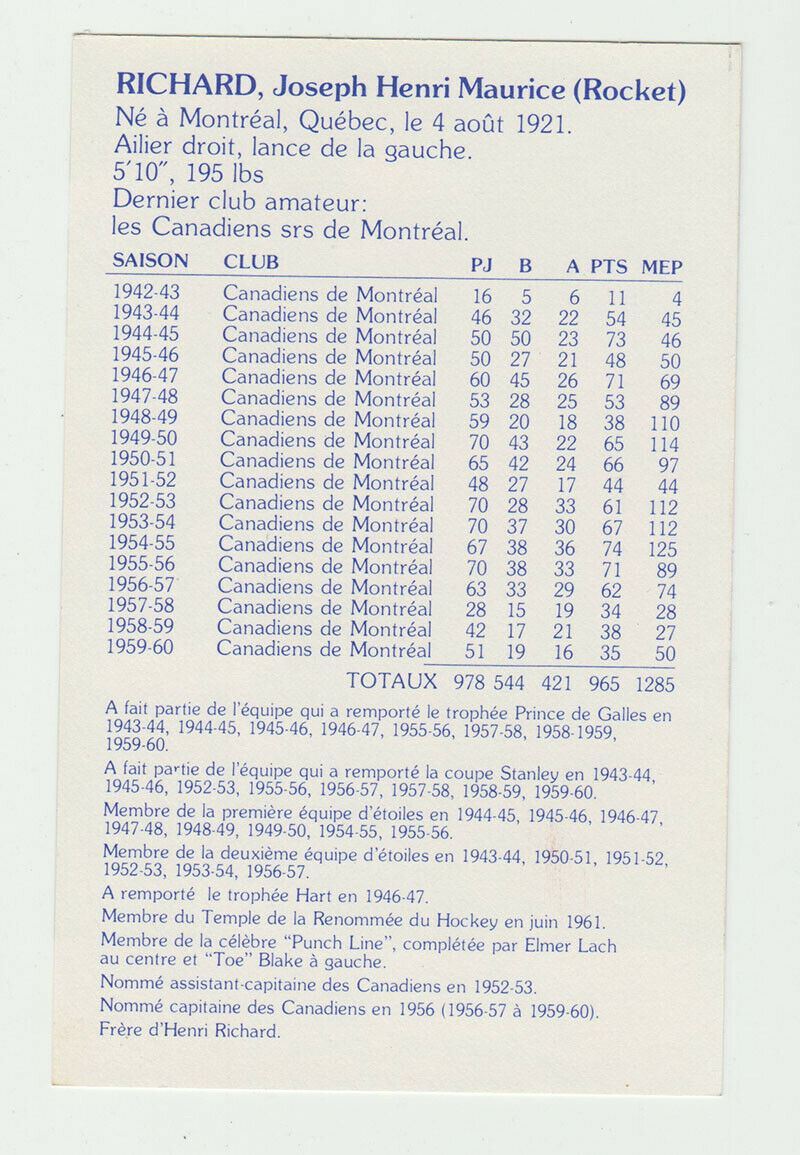 RICHARD, Joseph Henri Maurice (Rocket)
Né à Montréal, Québec, le 4 août 1921.
Ailier droit, lance de la gauche.
5'10", 195 lbs
Dernier club amateur:
les Canadiens srs de Montréal.
SAISON CLUB PJ B A PTS MEP
1942-43 Canadiens de Montréal 16 5 6 11 4
1943-44 Canadiens de Montréal 46 32 22 54 45
1944-45 Canadiens de Montréal 50 50 23 73 46
1945-46 Canadiens de Montréal 50 27 21 48 50
1946-47 Canadiens de Montréal 60 45 26 71 69
1947-48 Canadiens de Montréal 53 28 25 53 89
1948-49 Canadiens de Montréal 59 20 18 38 110
1949-50 Canadiens de Montréal 70 43 22 65 114
1950-51 Canadiens de Montréal 65 42 24 66 97
1951-52 Canadiens de Montréal 48 27 17 44 44
1952-53 Canadiens de Montréal 70 28 33 61 112
1953-54 Canadiens de Montréal 70 37 30 67 112
1954-55 Canadiens de Montréal 67 38 36 74 125
1955-56 Canadiens de Montréal 70 38 33 71 89
1956-57 Canadiens de Montréal 63 33 29 62 74
1957-58 Canadiens de Montréal 28 15 19 34 28
1958-59 Canadiens de Montréal 42 17 21 38 27
1959-60 Canadiens de Montréal 51 19 16 35 50
TOTAUX 978 544 421 965 1285
A fait partie de l'équipe qui a remporté le trophée Prince de Galles en
1943-44, 1944-45, 1945-46, 1946-47, 1955-56, 1957-58, 1958-1959,
1959-60.
A fait partie de l'équipe qui a remporté la coupe Stanley en 1943-44,
1945-46, 1952-53, 1955-56, 1956-57, 1957-58, 1958-59, 1959-60.
Membre de la première équipe d'étoiles en 1944-45, 1945-46, 1946-47,
1947-48, 1948-49, 1949-50, 1954-55, 1955-56.
Membre de la deuxième équipe d'étoiles en 1943-44, 1950-51, 1951-52,
1952-53, 1953-54, 1956-57.
A remporté le trophée Hart en 1946-47.
Membre du Temple de la Renommée du Hockey en juin 1961.
Membre de la célèbre "Punch Line", complétée par Elmer Lach
au centre et "Toe" Blake à gauche.
Nommé assistant-capitaine des Canadiens en 1952-53.
Nommé capitaine des Canadiens en 1956 (1956-57 à 1959-60).
Frère d'Henri Richard.